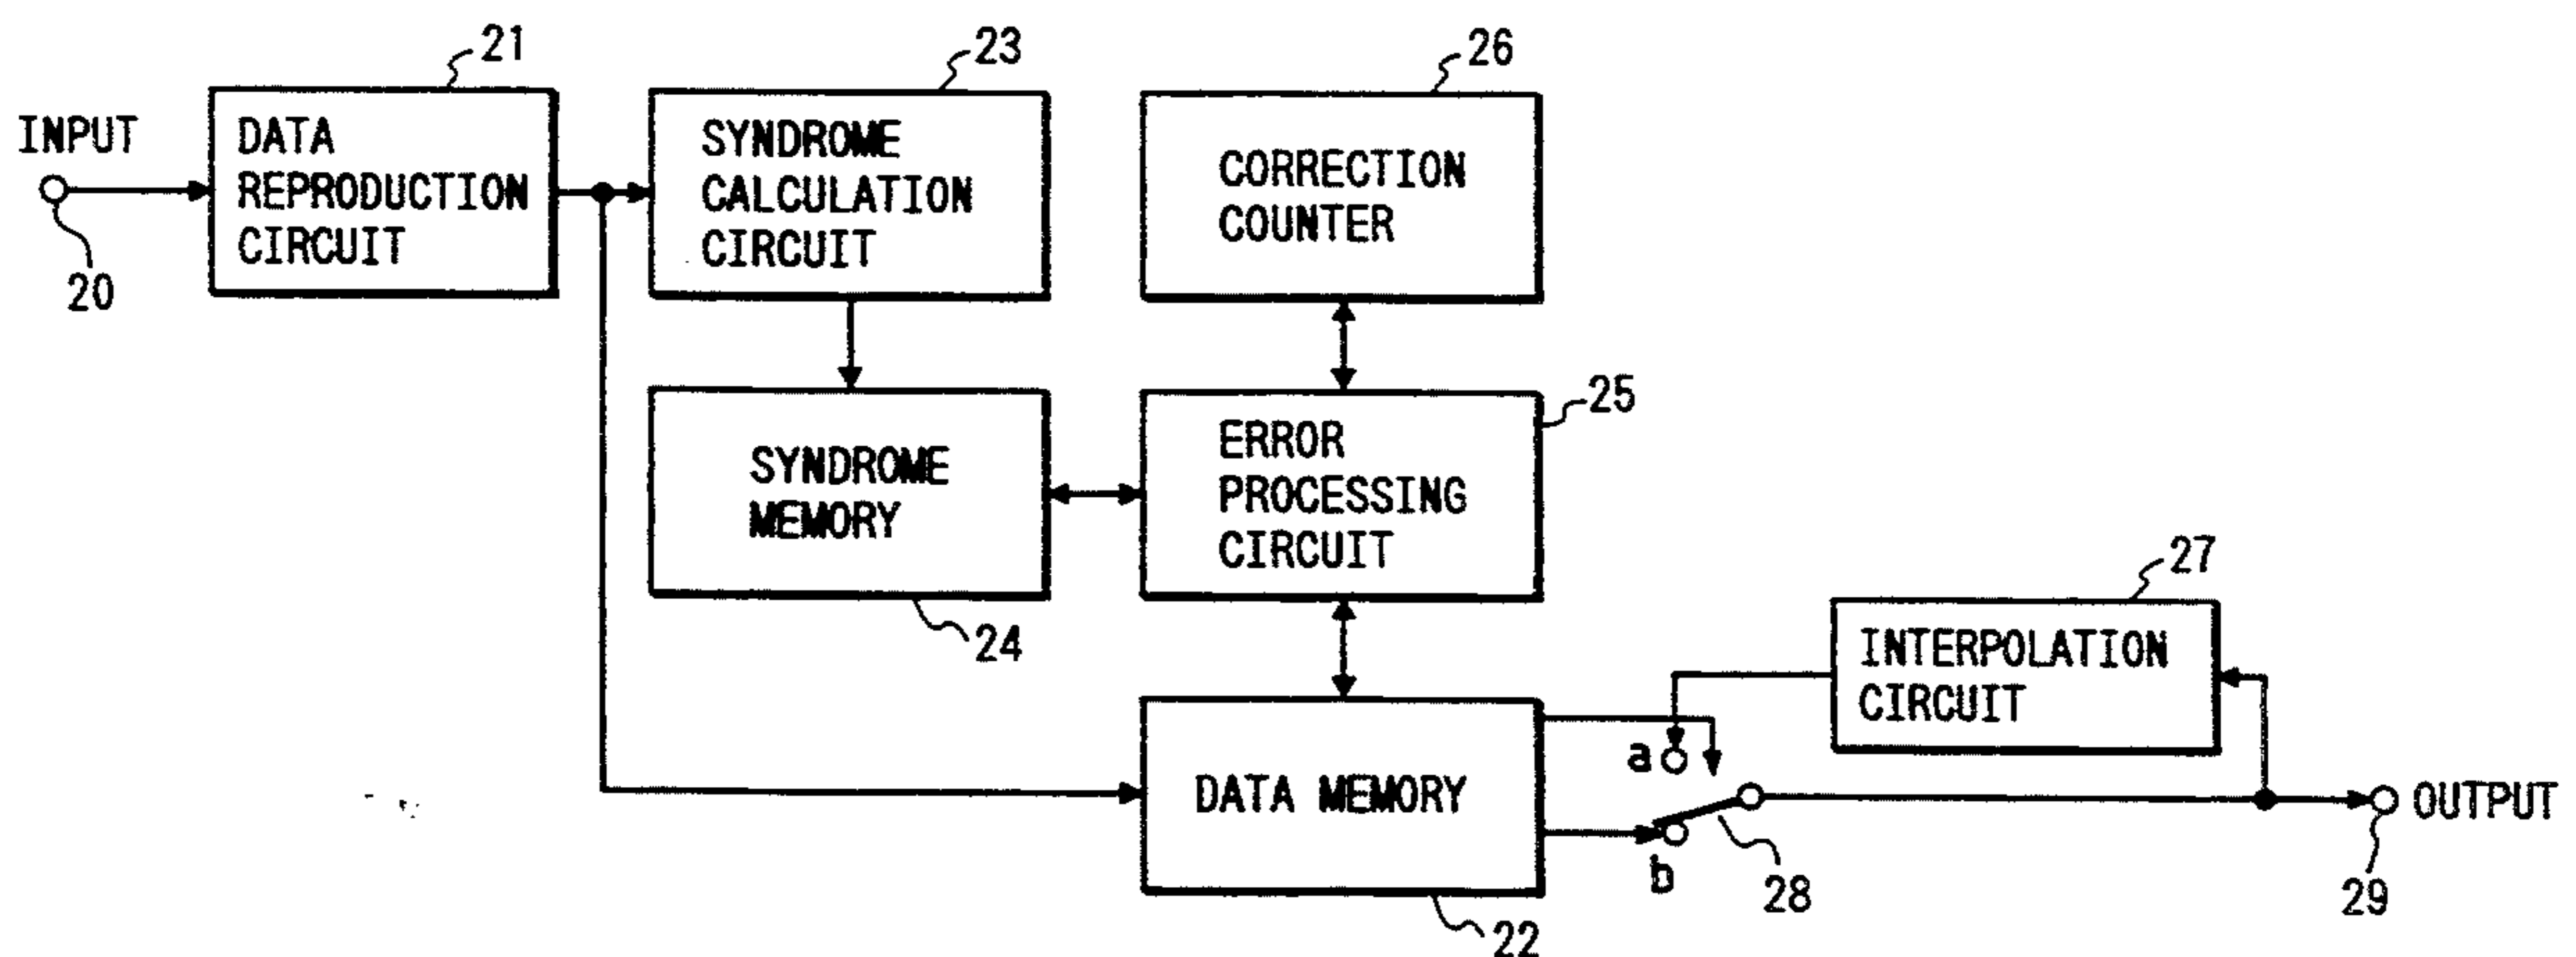 21
23
26
INPUT
DATA
REPRODUCTION
CIRCUIT
SYNDROME
CALCULATION
CIRCUIT
CORRECTION
COUNTER
20
25
SYNDROME
MEMORY
ERROR
PROCESSING
CIRCUIT
24
27
INTERPOLATION
CIRCUIT
a
DATA MEMORY
OUTPUT
b
28
29
22